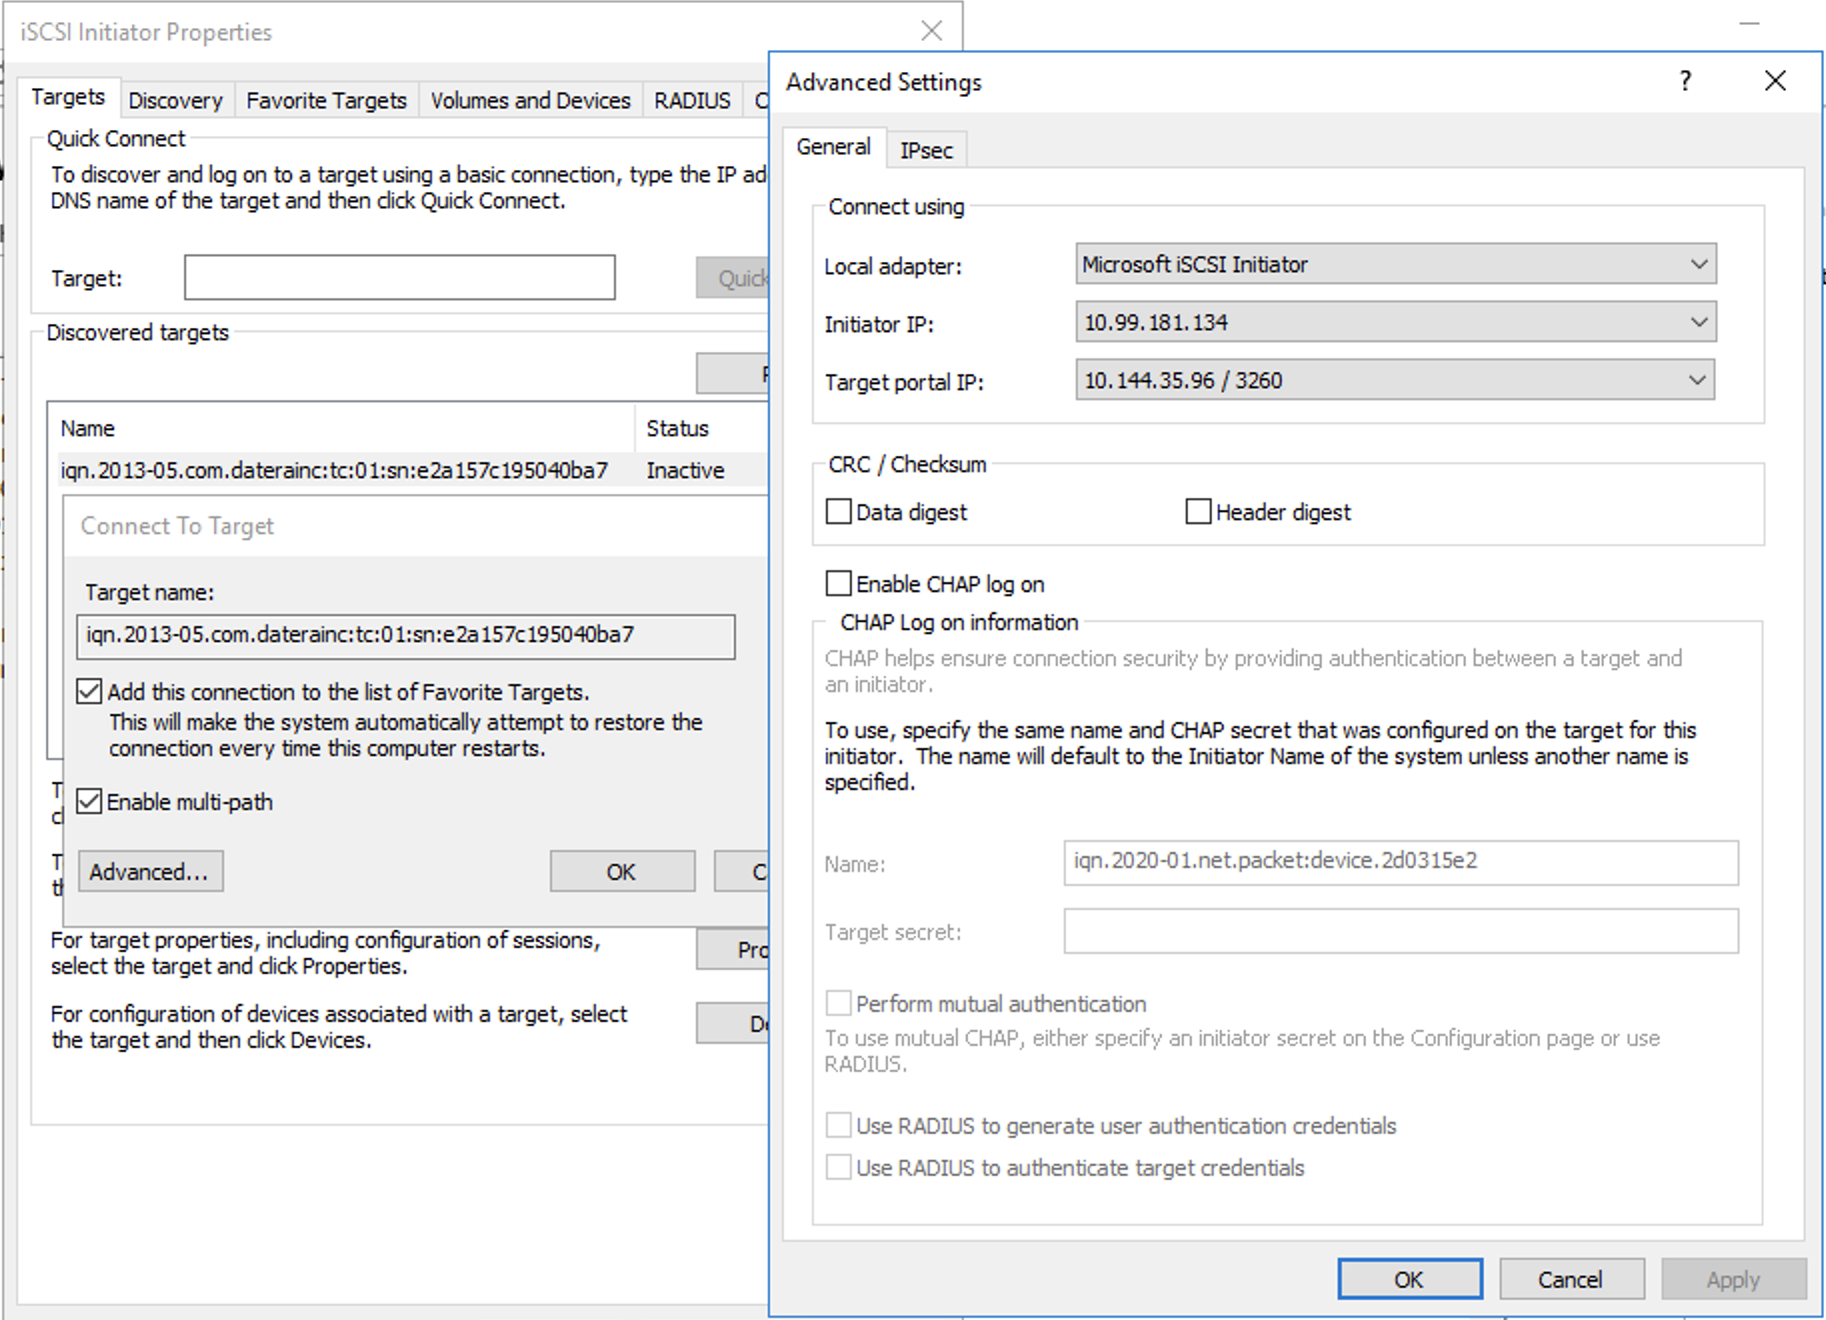 iSCSI Initiator Properties
Targets
Discovery
Favorite Targets
Volumes and Devices
RADIUS
Quick Connect
To discover and log on to a target using a basic connection, type the IP
DNS name of the target and then click Quick Connect.
Target:
Quick
Discovered targets
Name
Status
iqn.2013-05.com.daterainc:tc:01:sn:e2a157c195040ba7
Inactive
Connect To Target
Target name:
iqn.2013-05.com.daterainc:tc:01:sn:e2a157c195040ba7
Add this connection to the list of Favorite Targets.
This will make the system automatically attempt to restore the
connection every time this computer restarts.
Enable multi-path
Advanced...
OK
For target properties, including configuration of sessions,
select the target and click Properties.
For configuration of devices associated with a target, select
the target and then click Devices.
Advanced Settings
?
General
IPsec
Connect using
Local adapter:
Microsoft iSCSI Initiator
Initiator IP:
10.99.181.134
Target portal IP:
10.144.35.96 / 3260
CRC / Checksum
Data digest
Header digest
Enable CHAP log on
CHAP Log on information
CHAP helps ensure connection security by providing authentication between a target and
an initiator.
To use, specify the same name and CHAP secret that was configured on the target for this
initiator. The name will default to the Initiator Name of the system unless another name is
specified.
Name:
iqn.2020-01.net.packet:device.2d0315e2
Target secret:
Perform mutual authentication
To use mutual CHAP, either specify an initiator secret on the Configuration page or use
RADIUS.
Use RADIUS to generate user authentication credentials
Use RADIUS to authenticate target credentials
OK
Cancel
Apply